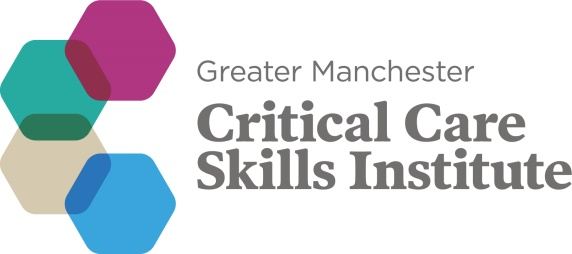 Greater Manchester
Critical Care
Skills Institute